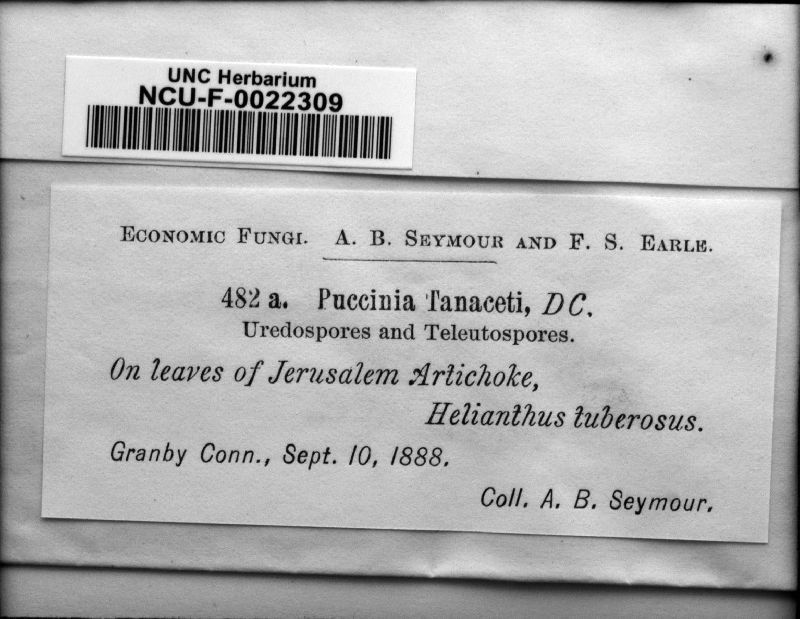 UNC Herbarium
NCU-F-0022309
ECONOMIC FUNGI. A. B. SEYMOUR AND F. S. EARLE.
482 a. Puccinia Tanaceti, DC.
Uredospores and Teleutospores.
On leaves of Jerusalem Artichoke,
Helianthus tuberosus.
Granby Conn., Sept. 10, 1888.
Coll. A. B. Seymour.